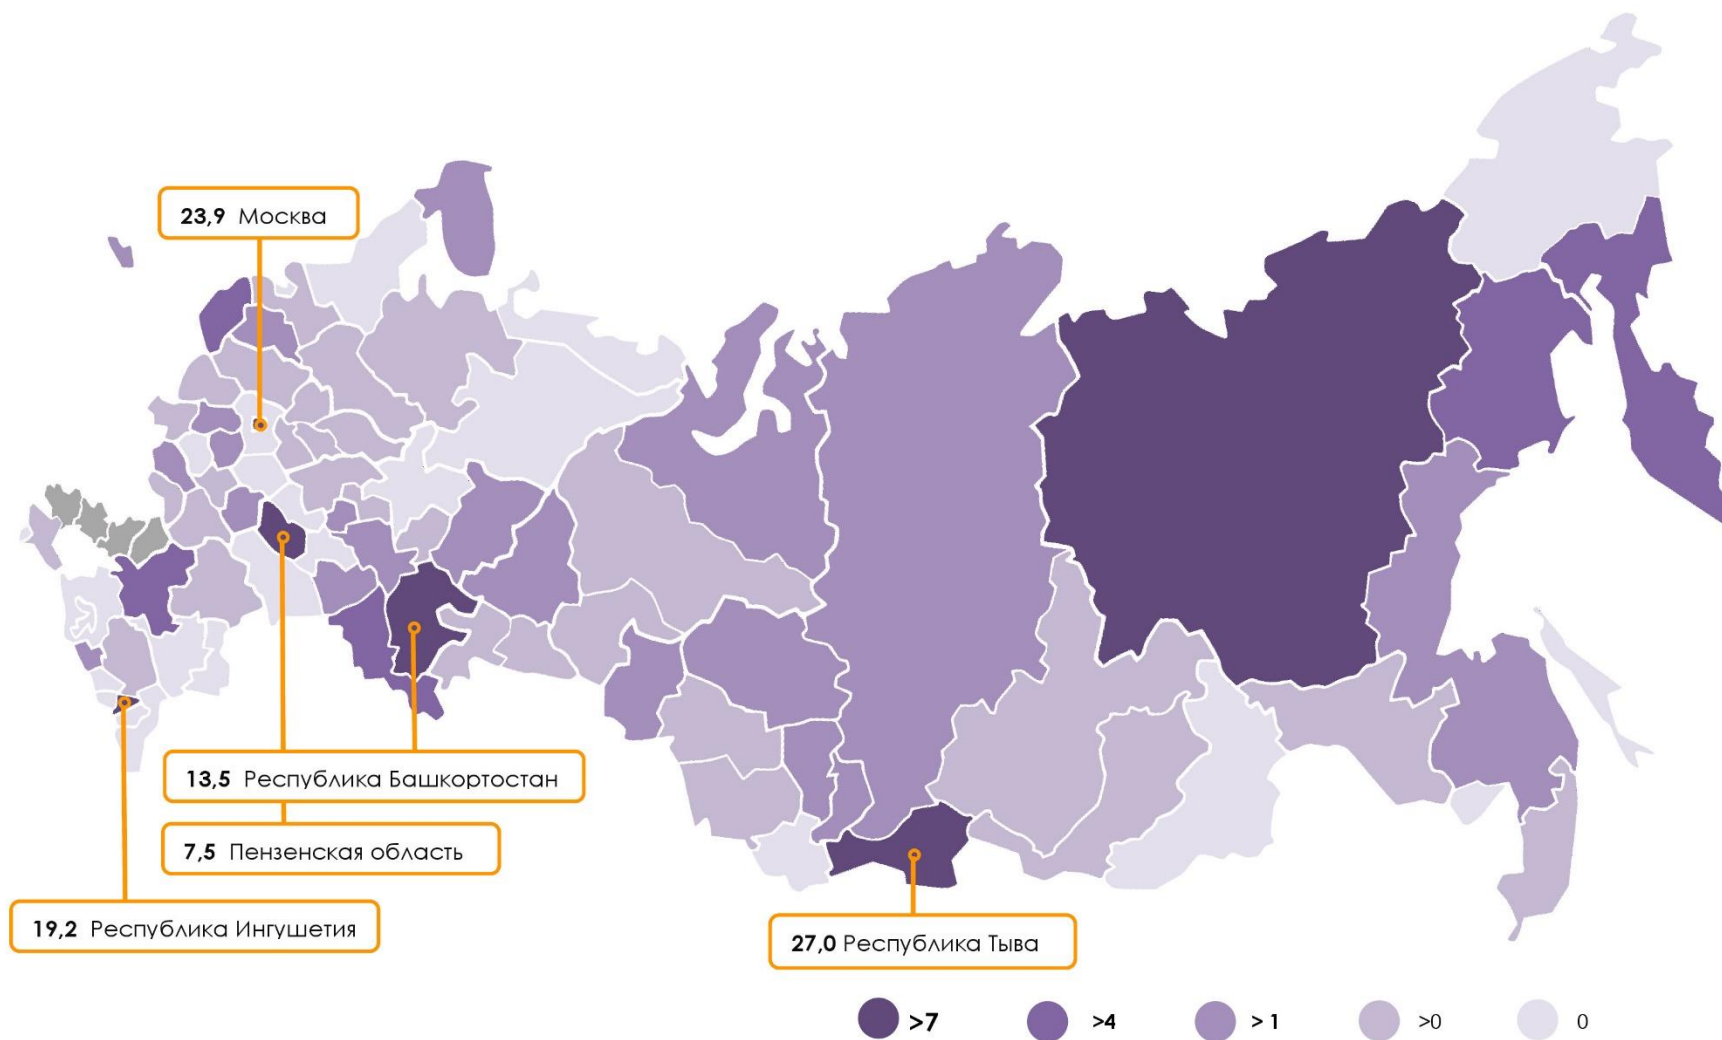 23,9 Москва
13,5 Республика Башкортостан
7,5 Пензенская область
19,2 Республика Ингушетия
27,0 Республика Тыва
>7 >4 > 1 >0 0